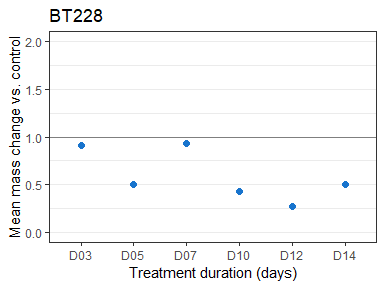 BT228
Mean mass change vs. control
2.0
1.5
1.0
0.5
0.0
D03 D05 D07 D10 D12 D14
Treatment duration (days)